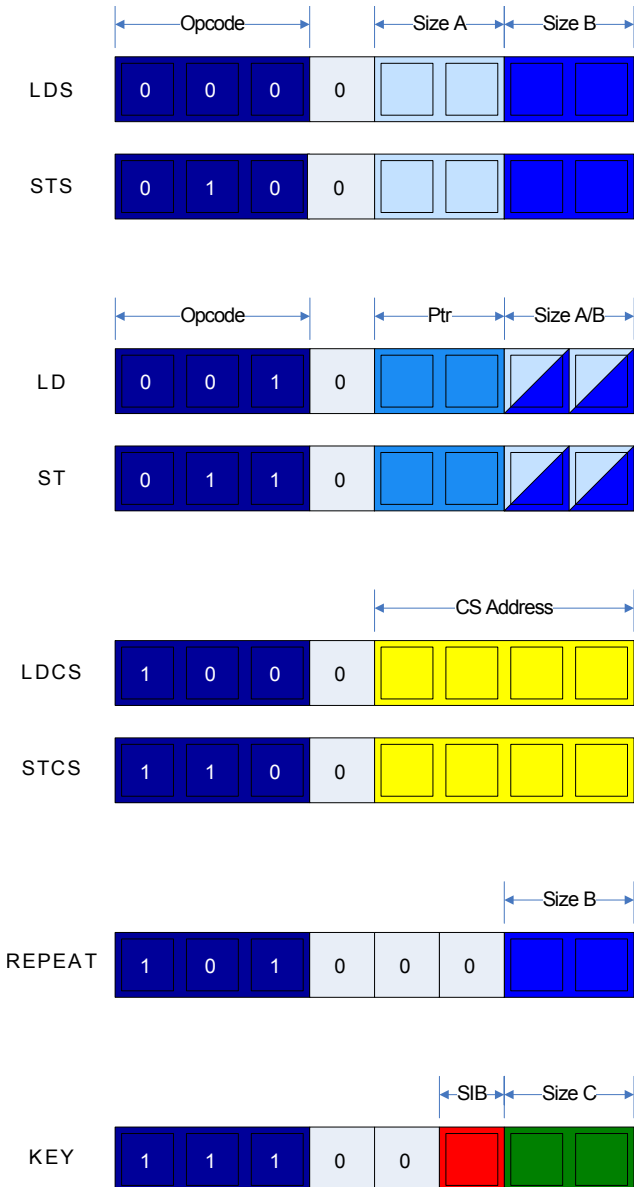 Opcode Size A Size B
LDS 0 0 0 0
STS 0 1 0 0
Opcode Ptr Size A/B
LD 0 0 1 0
ST 0 1 1 0
CS Address
LDCS 1 0 0 0
STCS 1 1 0 0
Size B
REPEAT 1 0 1 0 0 0
SIB Size C
KEY 1 1 1 0 0